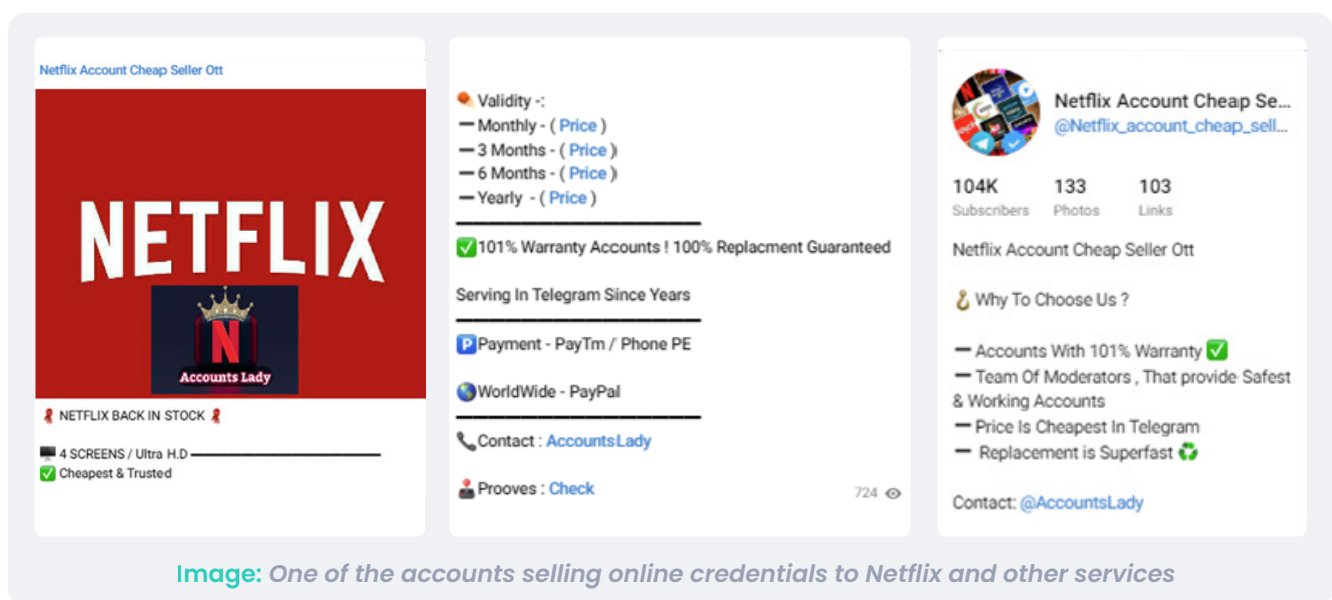 Netflix Account Cheap Seller Ott
NETFLIX
N
Accounts Lady
NETFLIX BACK IN STOCK
4 SCREENS / Ultra H.D
Cheapest & Trusted
Validity -:
Monthly - ( Price )
3 Months - ( Price )
6 Months - ( Price )
Yearly - ( Price )
101% Warranty Accounts ! 100% Replacment Guaranteed
Serving In Telegram Since Years
P Payment - PayTm / Phone PE
WorldWide - PayPal
Contact : AccountsLady
Prooves : Check
724
Netflix Account Cheap Se...
@Netflix_account_cheap_sell...
104K 133 103
Subscribers Photos Links
Netflix Account Cheap Seller Ott
Why To Choose Us ?
Accounts With 101% Warranty
Team Of Moderators , That provide Safest
& Working Accounts
Price Is Cheapest In Telegram
Replacement is Superfast
Contact: @AccountsLady
Image: One of the accounts selling online credentials to Netflix and other services